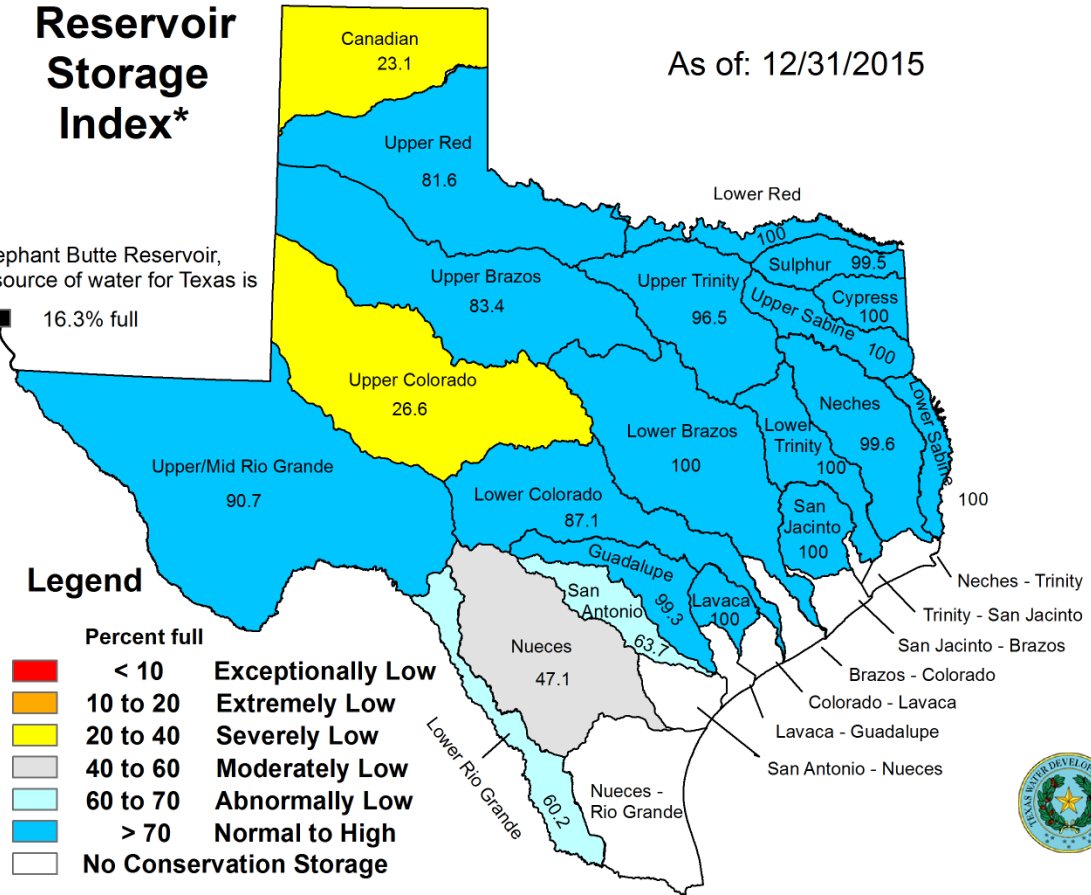 Reservoir
Storage
Index*
As of: 12/31/2015
Canadian
23.1
Upper Red
81.6
Lower Red
100
ephant Butte Reservoir,
source of water for Texas is
16.3% full
Upper Brazos
83.4
Upper Trinity
96.5
Sulphur 99.5
Cypress
100
Upper Sabine 100
Upper Colorado
26.6
Upper/Mid Rio Grande
90.7
Lower Brazos
100
Lower
Trinity
100
Neches
99.6
Lower Sabine
100
Lower Colorado
87.1
San
Jacinto
100
Guadalupe
99.3
San
Antonio
63.7
Lavaca
100
Nueces
47.1
Lower Rio Grande
60.2
Nueces -
Rio Grande
Neches - Trinity
Trinity - San Jacinto
San Jacinto - Brazos
Brazos - Colorado
Colorado - Lavaca
Lavaca - Guadalupe
San Antonio - Nueces
Legend
Percent full
< 10 Exceptionally Low
10 to 20 Extremely Low
20 to 40 Severely Low
40 to 60 Moderately Low
60 to 70 Abnormally Low
> 70 Normal to High
No Conservation Storage
TEXAS WATER DEVELOP